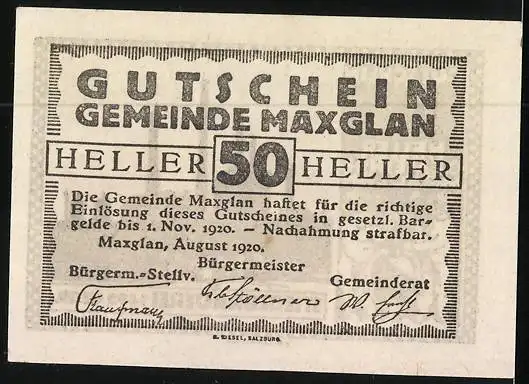 GUTSCHEIN
GEMEINDE MAXGLAN
HELLER 50 HELLER
Die Gemeinde Maxglan haftet für die richtige
Einlösung dieses Gutscheines in gesetzl. Bar-
gelde bis 1. Nov. 1920. – Nachahmung strafbar.
Maxglan, August 1920.
Bürgermeister
Bürgerm.-Stellv. Gemeinderat